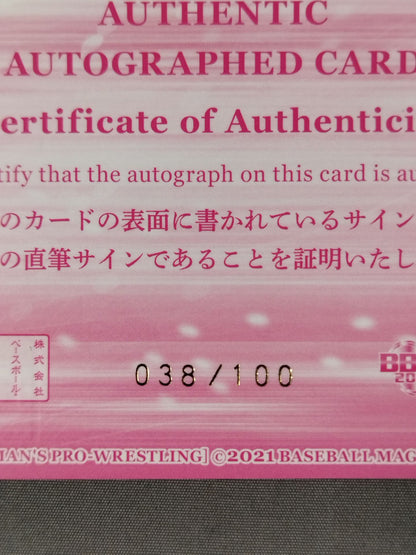 AUTHENTIC
AUTOGRAPHED CARD
ertificate of Authentici
tify that the autograph on this card is au
のカードの表面に書かれているサイン
の直筆サインであることを証明いたし
株式会社
ベースボール・
038/100
BB
20
MAN'S PRO-WRESTLING] ©2021 BASEBALL MAG